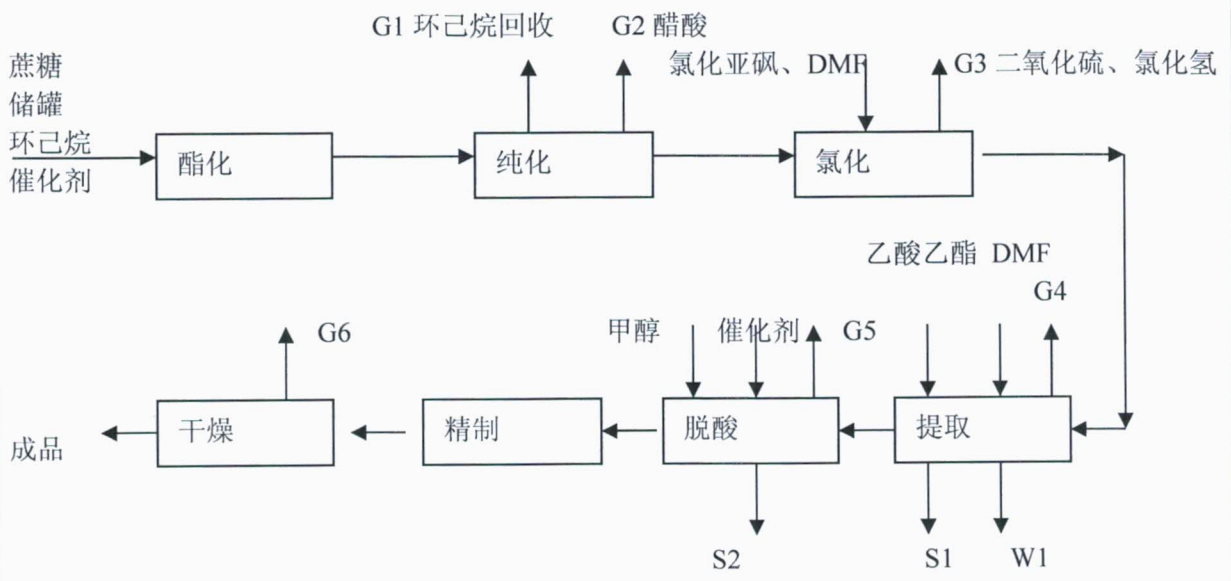 G1 环己烷回收
G2 醋酸
蔗糖
储罐
环己烷
催化剂
氯化亚砜、DMF
G3 二氧化硫、氯化氢
酯化
纯化
氯化
乙酸乙酯 DMF
G4
G6
甲醇
催化剂
G5
成品
干燥
精制
脱酸
提取
S2
S1
W1